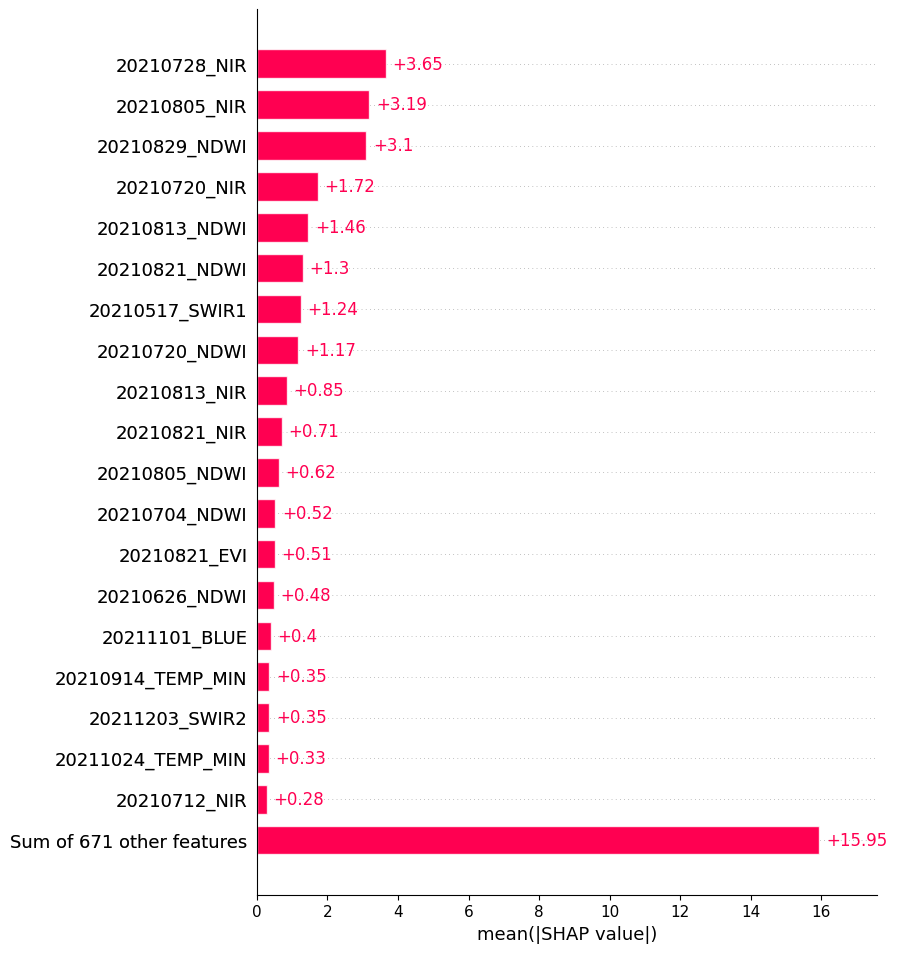 20210728_NIR +3.65
20210805_NIR +3.19
20210829_NDWI +3.1
20210720_NIR +1.72
20210813_NDWI +1.46
20210821_NDWI +1.3
20210517_SWIR1 +1.24
20210720_NDWI +1.17
20210813_NIR +0.85
20210821_NIR +0.71
20210805_NDWI +0.62
20210704_NDWI +0.52
20210821_EVI +0.51
20210626_NDWI +0.48
20211101_BLUE +0.4
20210914_TEMP_MIN +0.35
20211203_SWIR2 +0.35
20211024_TEMP_MIN +0.33
20210712_NIR +0.28
Sum of 671 other features +15.95
0 2 4 6 8 10 12 14 16
mean(|SHAP value|)